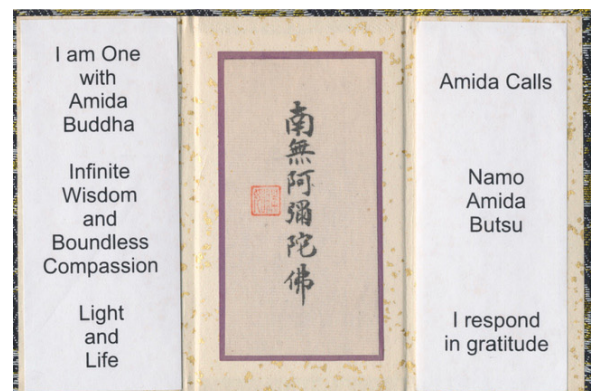 I am One
with
Amida
Buddha
Infinite
Wisdom
and
Boundless
Compassion
Light
and
Life
南無阿彌陀佛
Amida Calls
Namo
Amida
Butsu
I respond
in gratitude